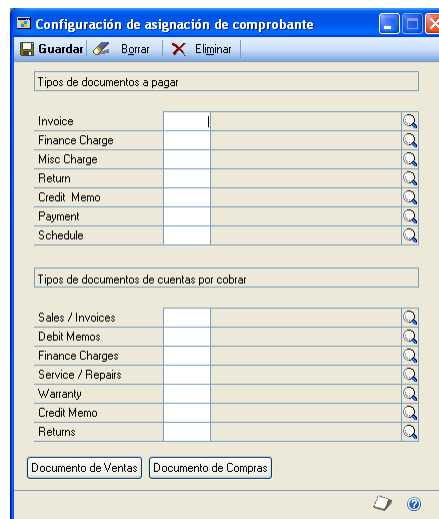 Configuración de asignación de comprobante
Guardar Borrar Eliminar
Tipos de documentos a pagar
Invoice
Finance Charge
Misc Charge
Return
Credit Memo
Payment
Schedule
Tipos de documentos de cuentas por cobrar
Sales / Invoices
Debit Memos
Finance Charges
Service / Repairs
Warranty
Credit Memo
Returns
Documento de Ventas Documento de Compras